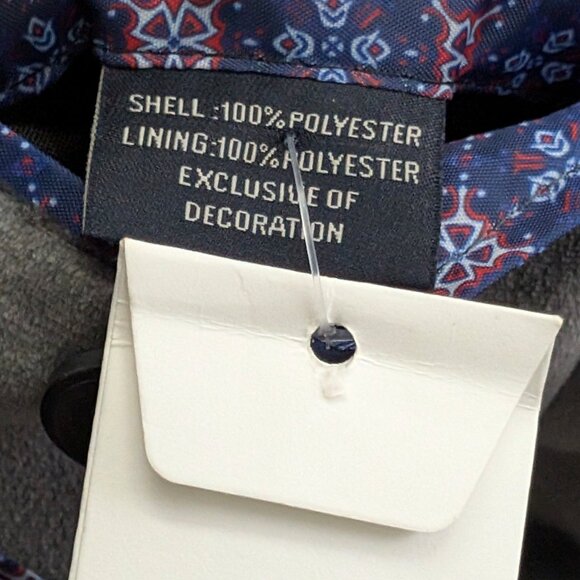 SHELL:100%POLYESTER
LINING:100%POLYESTER
EXCLUSIVE OF
DECORATION